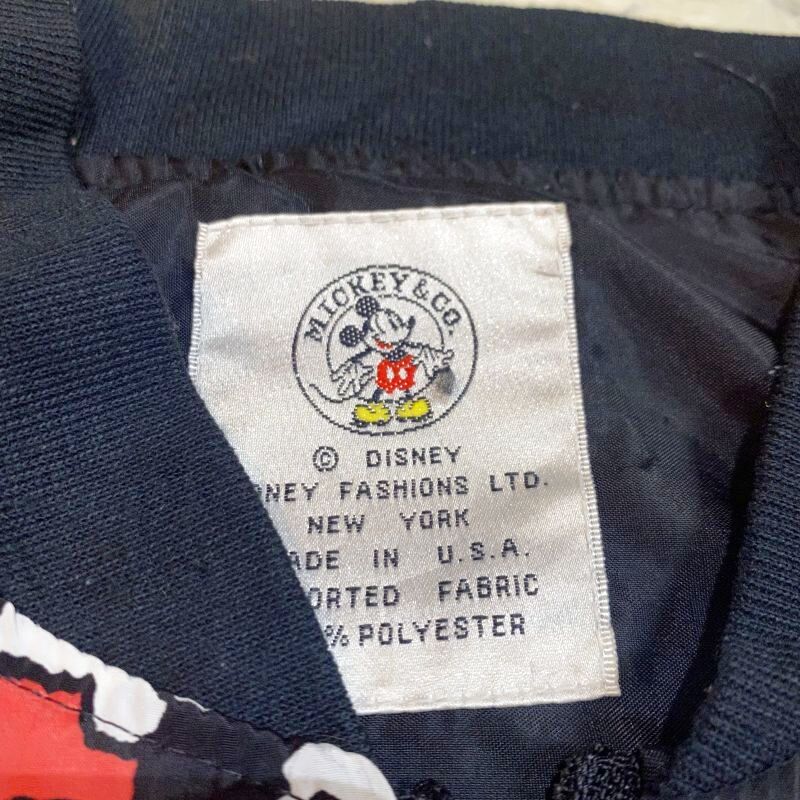 MICKEY & CO.
© DISNEY
NEY FASHIONS LTD.
NEW YORK
ADE IN U.S.A.
ORTED FABRIC
% POLYESTER